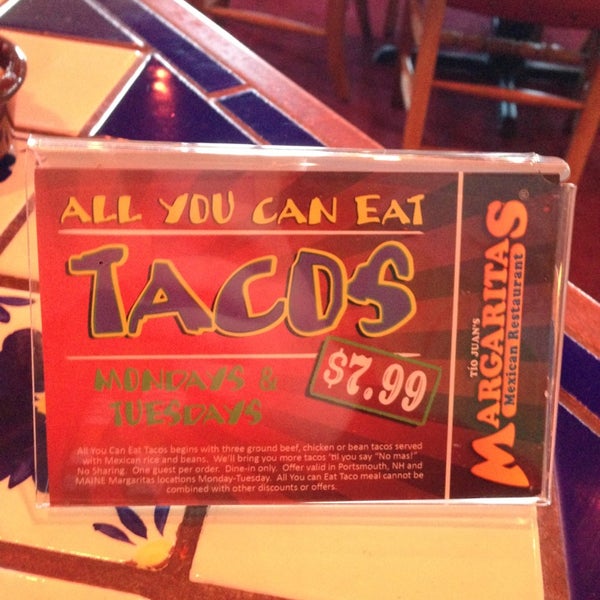 ALL YOU CAN EAT
TACOS
MONDAYS &
TUESDAYS
$7.99
All You Can Eat Tacos begins with three ground beef, chicken or bean tacos served
with Mexican rice and beans. We'll bring you more tacos 'til you say "No mas!"
No Sharing. One guest per order. Dine-in only. Offer valid in Portsmouth, NH and
MAINE Margaritas locations Monday-Tuesday. All You can Eat Taco meal cannot be
combined with other discounts or offers.
TÍO JUAN'S
MARGARITAS®
Mexican Restaurant